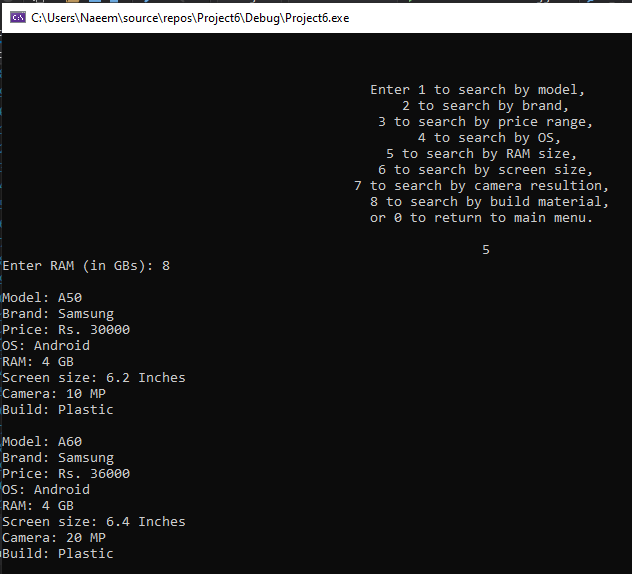 C:\Users\Naeem\source\repos\Project6\Debug\Project6.exe
Enter 1 to search by model,
2 to search by brand,
3 to search by price range,
4 to search by OS,
5 to search by RAM size,
6 to search by screen size,
7 to search by camera resultion,
8 to search by build material,
or 0 to return to main menu.
5
Enter RAM (in GBs): 8
Model: A50
Brand: Samsung
Price: Rs. 30000
OS: Android
RAM: 4 GB
Screen size: 6.2 Inches
Camera: 10 MP
Build: Plastic
Model: A60
Brand: Samsung
Price: Rs. 36000
OS: Android
RAM: 4 GB
Screen size: 6.4 Inches
Camera: 20 MP
Build: Plastic